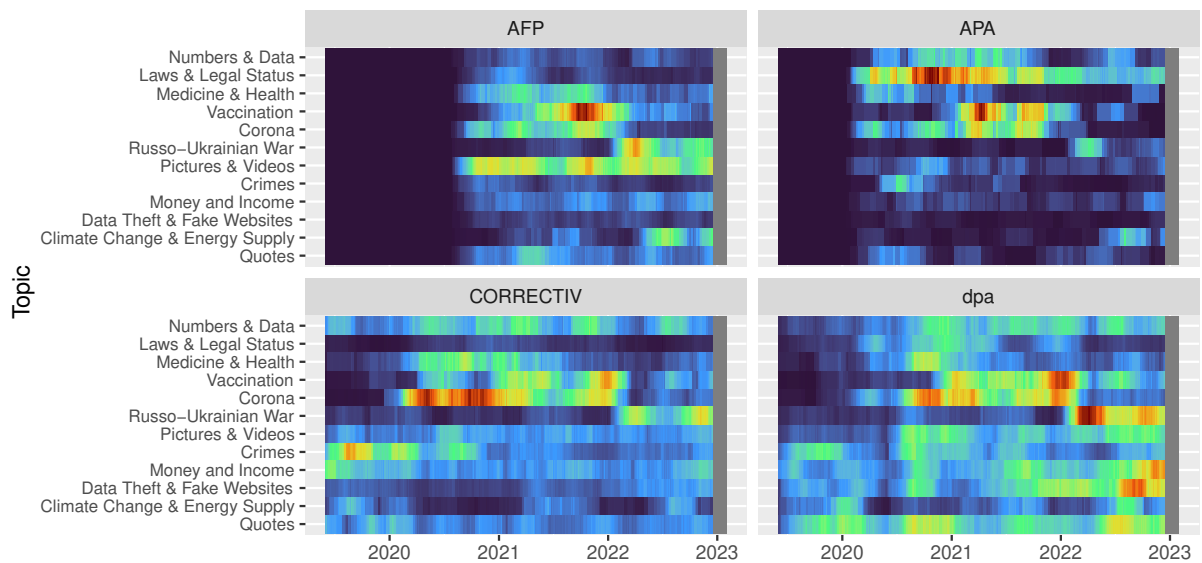 AFP
APA
Numbers & Data
Laws & Legal Status
Medicine & Health
Vaccination
Corona
Russo−Ukrainian War
Pictures & Videos
Crimes
Money and Income
Data Theft & Fake Websites
Climate Change & Energy Supply
Quotes
Topic
CORRECTIV
dpa
Numbers & Data
Laws & Legal Status
Medicine & Health
Vaccination
Corona
Russo−Ukrainian War
Pictures & Videos
Crimes
Money and Income
Data Theft & Fake Websites
Climate Change & Energy Supply
Quotes
2020 2021 2022 2023
2020 2021 2022 2023